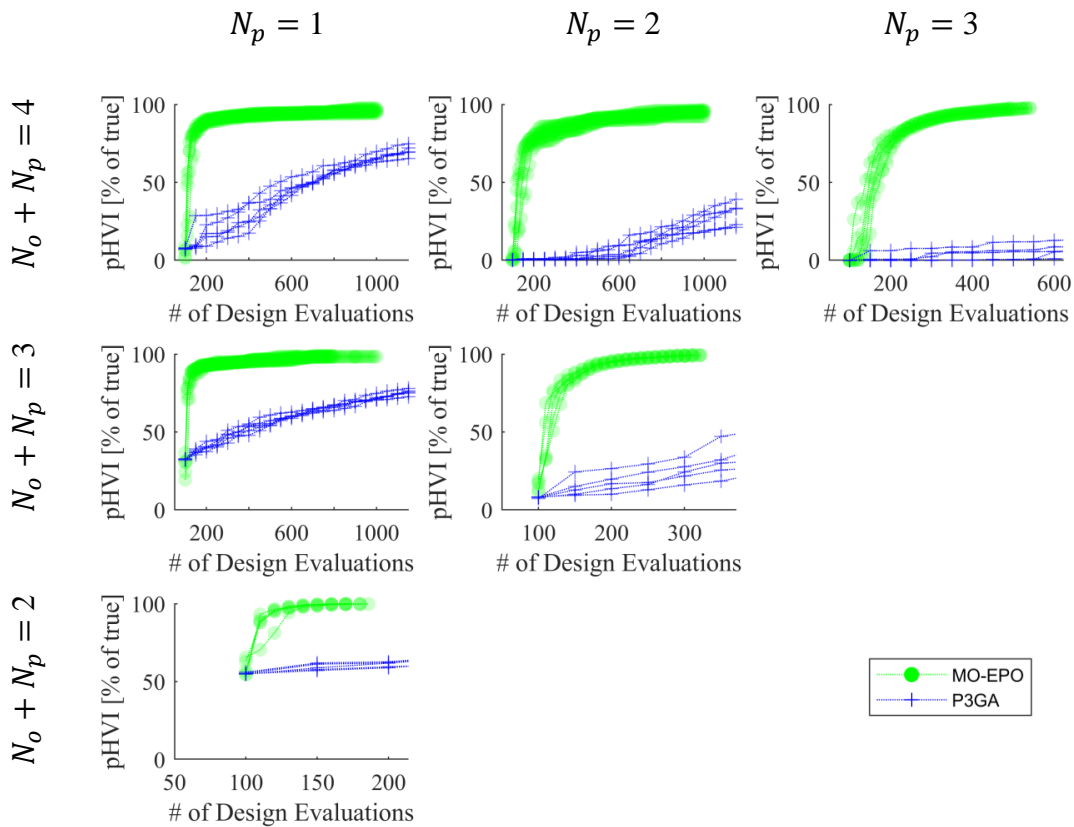 N_p = 1
N_p = 2
N_p = 3
N_o + N_p = 4
pHVI [% of true]
100
50
0
200
600
1000
# of Design Evaluations
pHVI [% of true]
100
50
0
200
600
1000
# of Design Evaluations
pHVI [% of true]
100
50
0
200
400
600
# of Design Evaluations
N_o + N_p = 3
pHVI [% of true]
100
50
0
200
600
1000
# of Design Evaluations
pHVI [% of true]
100
50
0
100
200
300
# of Design Evaluations
N_o + N_p = 2
pHVI [% of true]
100
50
0
50
100
150
200
# of Design Evaluations
MO-EPO
P3GA